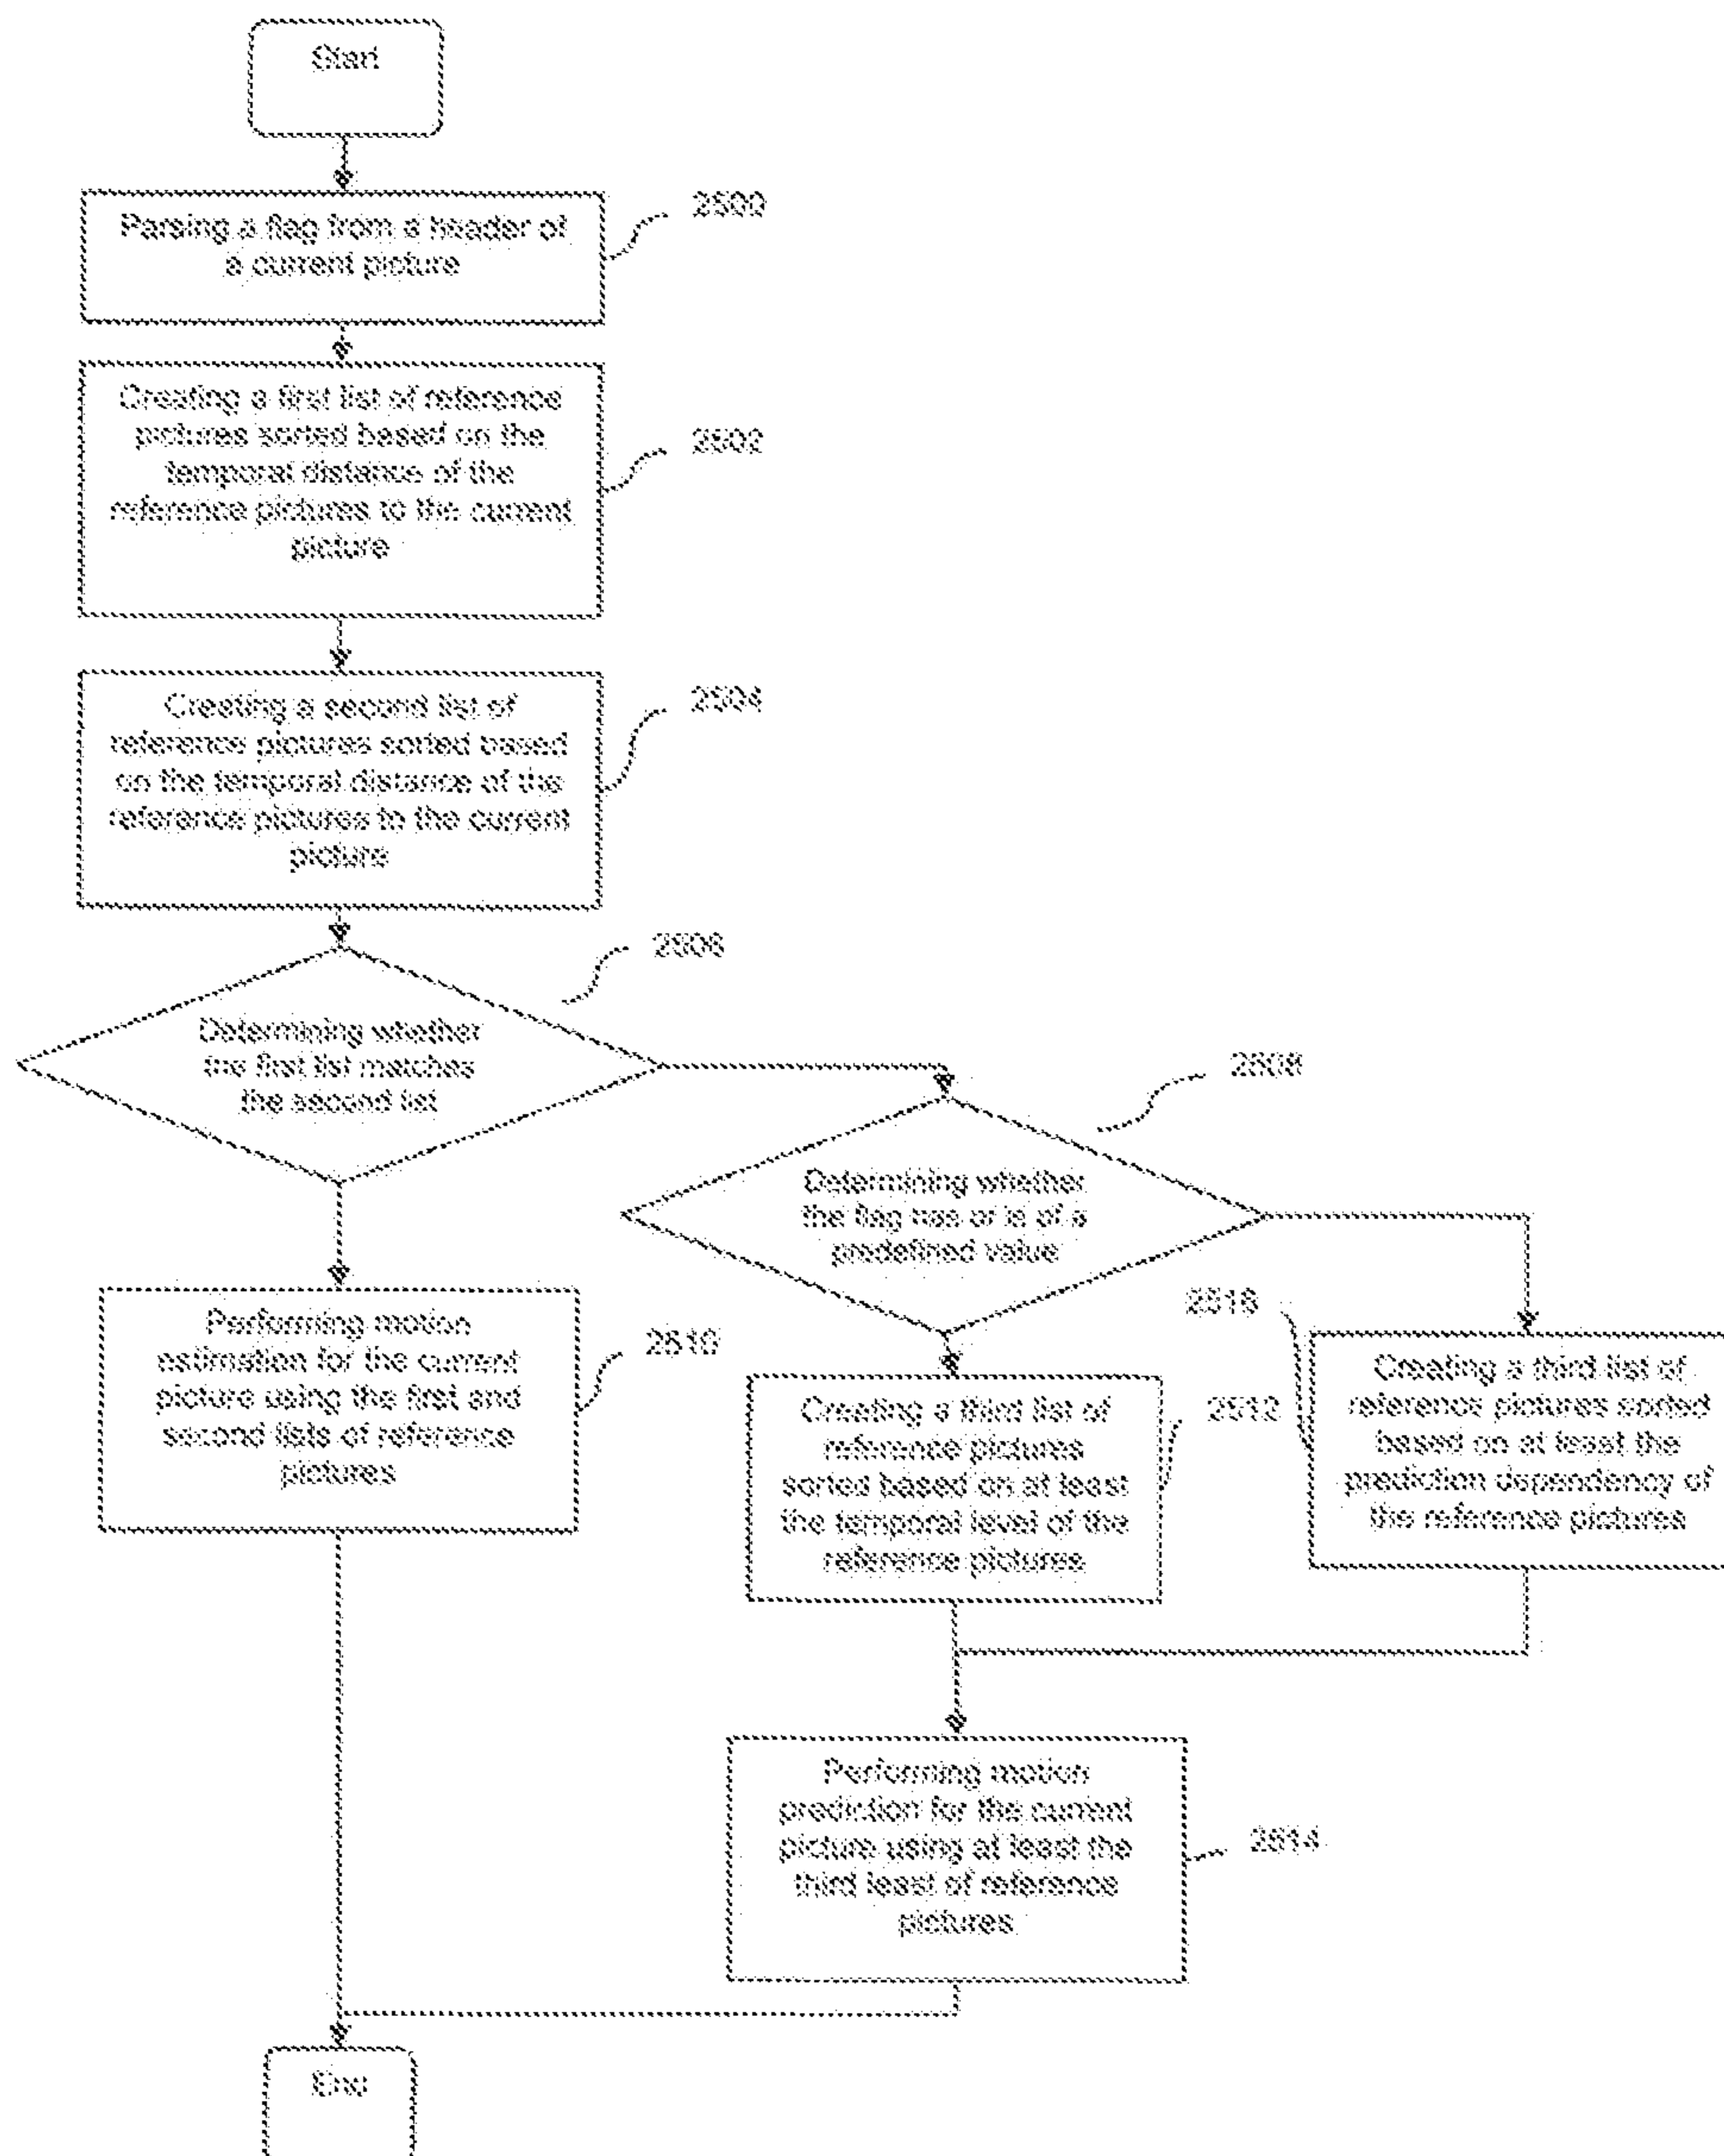 Start
Parsing a flag from a header of
a current picture
2500
Creating a first list of reference
pictures sorted based on the
temporal distance of the
reference pictures to the current
picture
2502
Creating a second list of
reference pictures sorted based
on the temporal distance of the
reference pictures to the current
picture
2504
2506
Determining whether
the first list matches
the second list
2508
Determining whether
the flag has or is of a
predefined value
Performing motion
estimation for the current
picture using the first and
second lists of reference
pictures
2510
Creating a third list of
reference pictures
sorted based on at least
the temporal level of the
reference pictures
2512
2516
Creating a third list of
reference pictures sorted
based on at least the
prediction dependency of
the reference pictures
Performing motion
prediction for the current
picture using at least the
third least of reference
pictures
2514
End